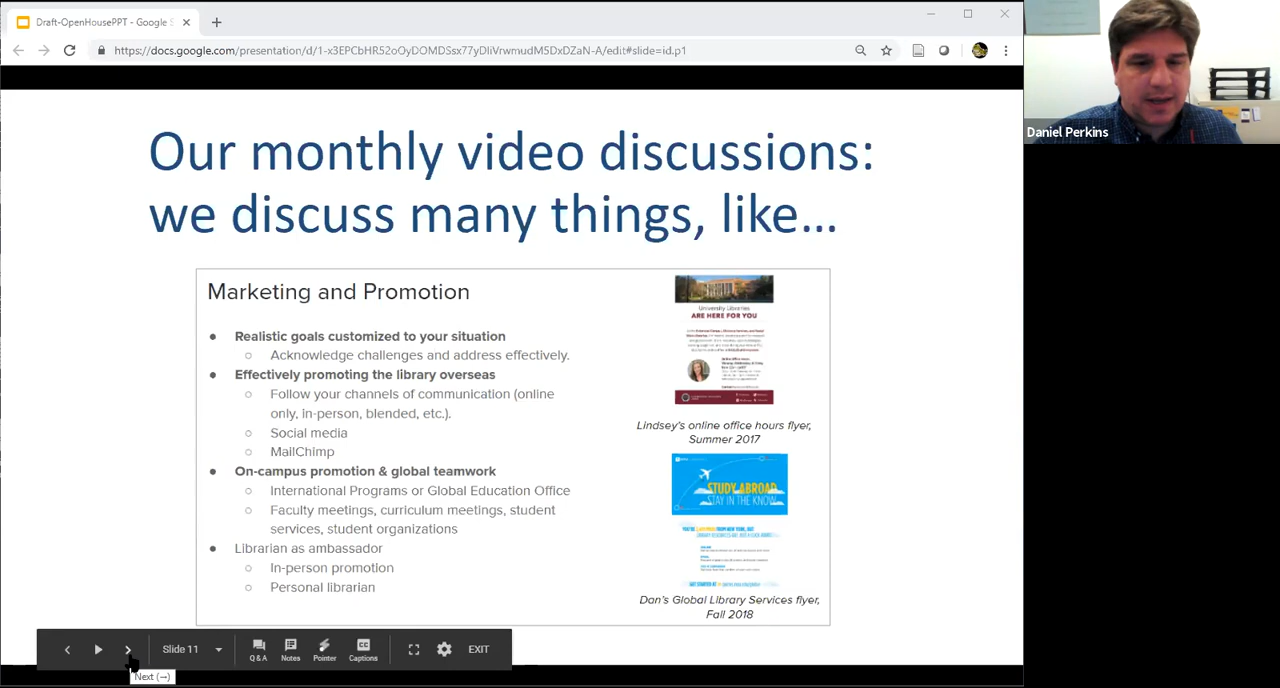 Draft-OpenHousePPT - Google S
https://docs.google.com/presentation/d/1-x3EPCbHR52oOyDOMDSsx77yDIiVrwmudM5DxDZaN-A/edit#slide=id.p1
Daniel Perkins
Our monthly video discussions:
we discuss many things, like...
Marketing and Promotion
● Realistic goals customized to your situation
○ Acknowledge challenges and address effectively.
● Effectively promoting the library overseas
○ Follow your channels of communication (online
only, in-person, blended, etc.).
○ Social media
○ MailChimp
● On-campus promotion & global teamwork
○ International Programs or Global Education Office
○ Faculty meetings, curriculum meetings, student
services, student organizations
● Librarian as ambassador
○ In-person promotion
○ Personal librarian
University Libraries
ARE HERE FOR YOU
Lindsey's online office hours flyer,
Summer 2017
STUDY ABROAD
STAY IN THE KNOW
Dan's Global Library Services flyer,
Fall 2018
Slide 11
Q & A
Notes
Pointer
Captions
EXIT
Next (→)